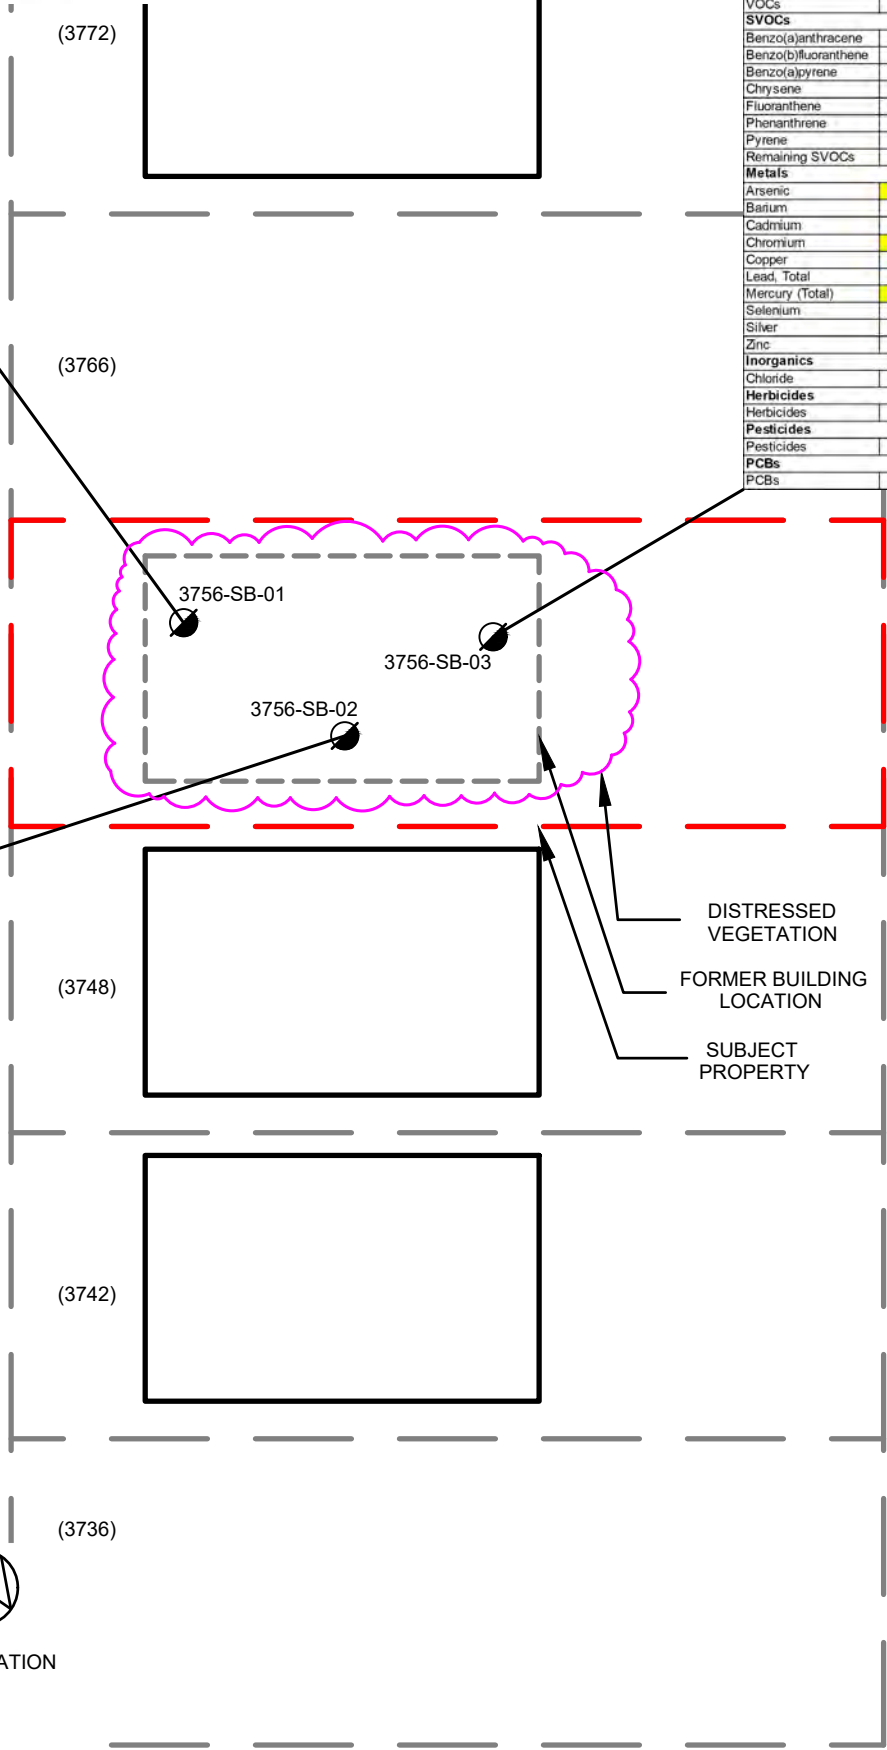 (3772)
VOCs
SVOCs
Benzo(a)anthracene
Benzo(b)fluoranthene
Benzo(a)pyrene
Chrysene
Fluoranthene
Phenanthrene
Pyrene
Remaining SVOCs
Metals
Arsenic
Barium
Cadmium
Chromium
Copper
Lead, Total
Mercury (Total)
Selenium
Silver
Zinc
Inorganics
Chloride
Herbicides
Herbicides
Pesticides
Pesticides
PCBs
PCBs
(3766)
3756-SB-01
3756-SB-03
3756-SB-02
DISTRESSED
VEGETATION
FORMER BUILDING
LOCATION
SUBJECT
PROPERTY
(3748)
(3742)
(3736)
ATION